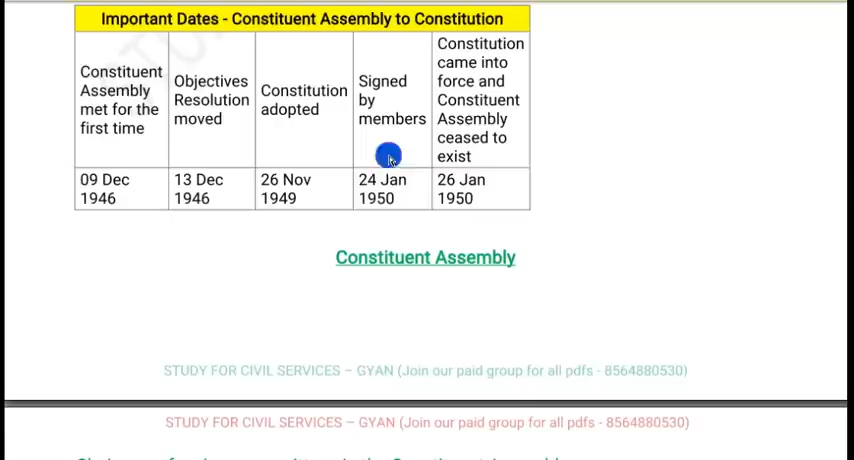 Important Dates - Constituent Assembly to Constitution
Constituent
Assembly
met for the
first time
Objectives
Resolution
moved
Constitution
adopted
Signed
by
members
Constitution
came into
force and
Constituent
Assembly
ceased to
exist
09 Dec
1946
13 Dec
1946
26 Nov
1949
24 Jan
1950
26 Jan
1950
Constituent Assembly
STUDY FOR CIVIL SERVICES – GYAN (Join our paid group for all pdfs - 8564880530)
STUDY FOR CIVIL SERVICES – GYAN (Join our paid group for all pdfs - 8564880530)